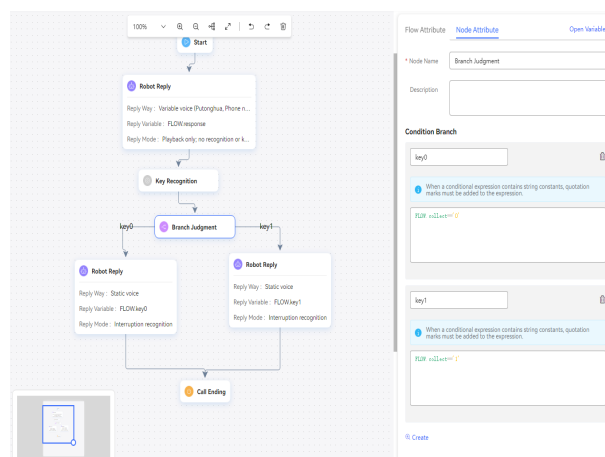 100%
Start
Robot Reply
Reply Way : Variable voice (Putonghua, Phone n...
Reply Variable : FLOW.response
Reply Mode : Playback only; no recognition or k...
Key Recognition
key0
Branch Judgment
key1
Robot Reply
Reply Way : Static voice
Reply Variable : FLOW.key0
Reply Mode : Interruption recognition
Robot Reply
Reply Way : Static voice
Reply Variable : FLOW.key1
Reply Mode : Interruption recognition
Call Ending
Flow Attribute
Node Attribute
Open Variable
* Node Name
Branch Judgment
Description
Condition Branch
key0
When a conditional expression contains string constants, quotation
marks must be added to the expression.
FLOW collect==
key1
When a conditional expression contains string constants, quotation
marks must be added to the expression.
FLOW collect==
Create